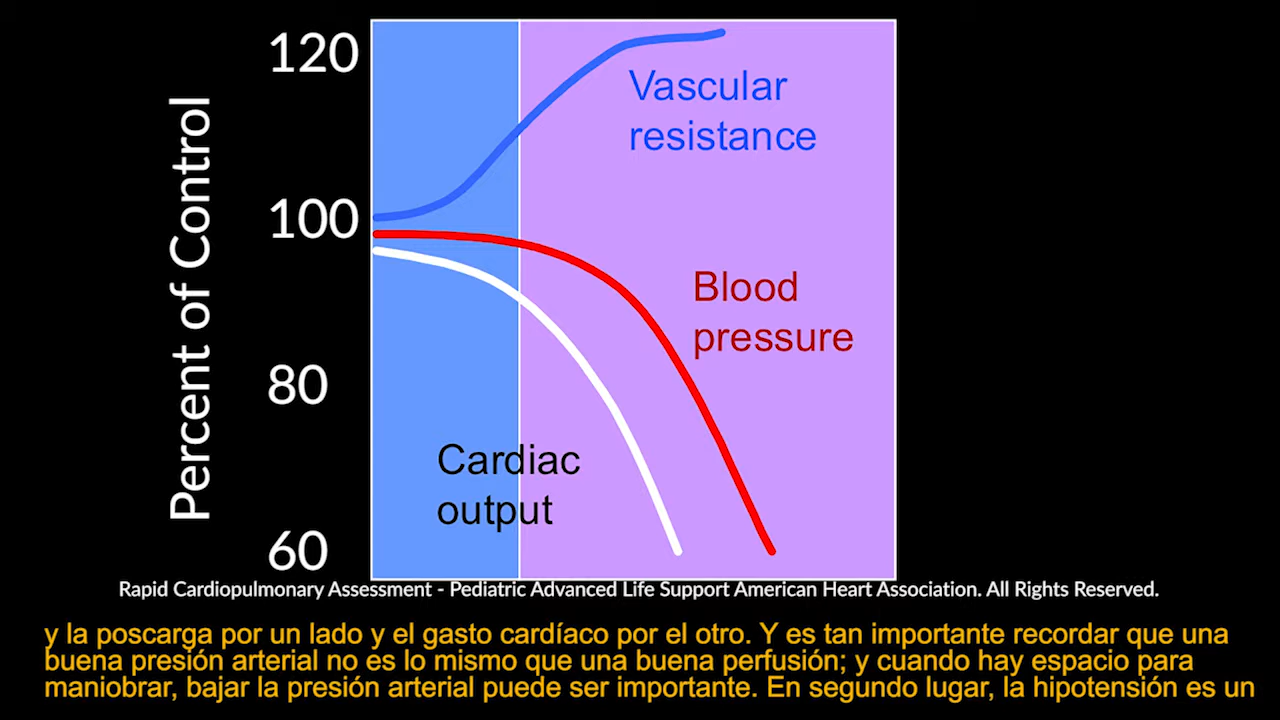 120
Vascular
resistance
100
Percent of Control
Blood
pressure
80
Cardiac
output
60
Rapid Cardiopulmonary Assessment - Pediatric Advanced Life Support American Heart Association. All Rights Reserved.
y la poscarga por un lado y el gasto cardíaco por el otro. Y es tan importante recordar que una
buena presión arterial no es lo mismo que una buena perfusión; y cuando hay espacio para
maniobrar, bajar la presión arterial puede ser importante. En segundo lugar, la hipotensión es un